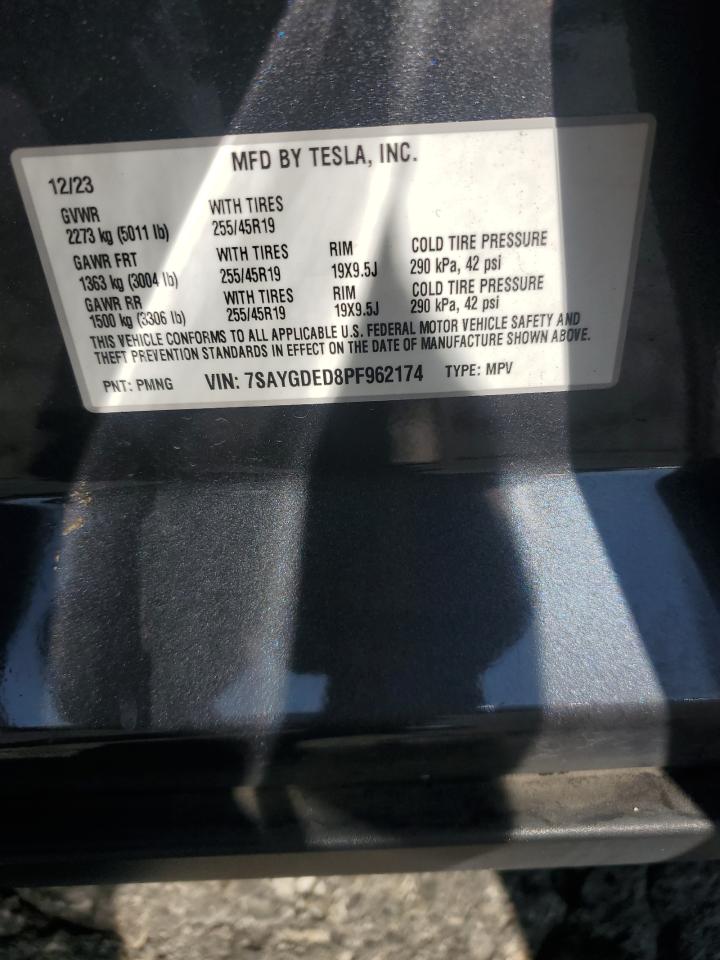 MFD BY TESLA, INC.
12/23
GVWR WITH TIRES
2273 kg (5011 lb) 255/45R19
GAWR FRT WITH TIRES RIM COLD TIRE PRESSURE
1363 kg (3004 lb) 255/45R19 19X9.5J 290 kPa, 42 psi
GAWR RR WITH TIRES RIM COLD TIRE PRESSURE
1500 kg (3306 lb) 255/45R19 19X9.5J 290 kPa, 42 psi
THIS VEHICLE CONFORMS TO ALL APPLICABLE U.S. FEDERAL MOTOR VEHICLE SAFETY AND
THEFT PREVENTION STANDARDS IN EFFECT ON THE DATE OF MANUFACTURE SHOWN ABOVE.
PNT: PMNG VIN: 7SAYGDED8PF962174 TYPE: MPV